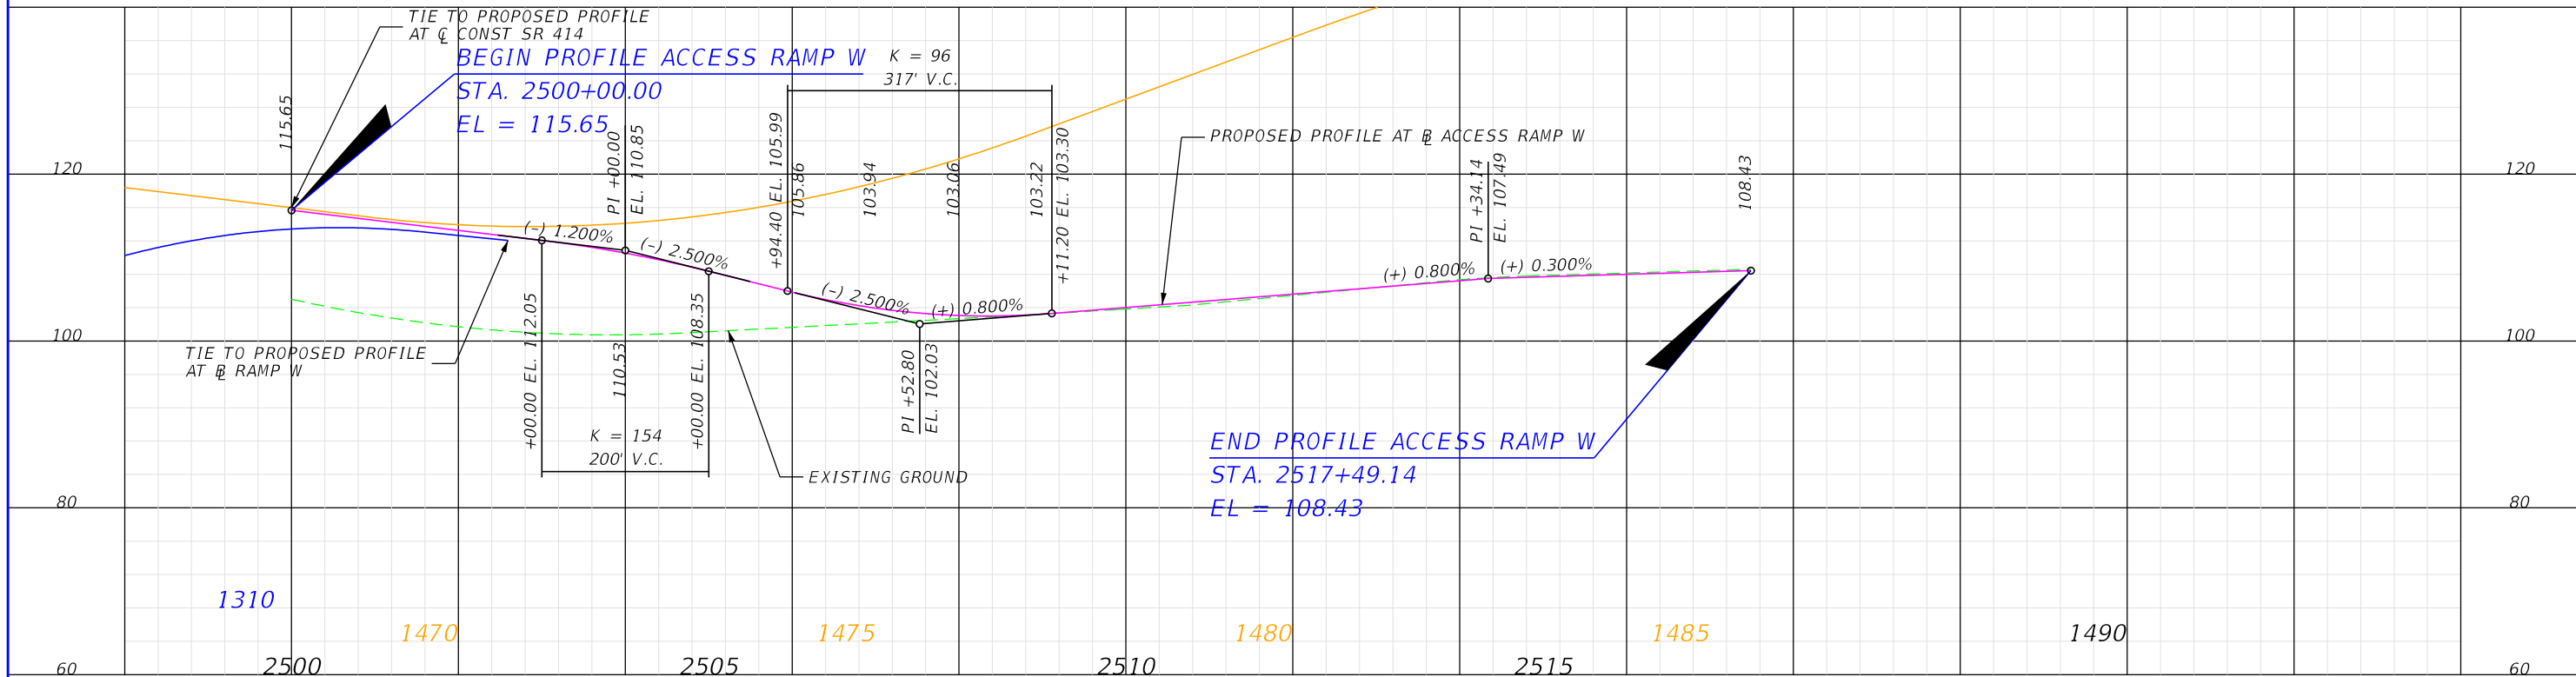 TIE TO PROPOSED PROFILE
AT ℄ CONST SR 414
BEGIN PROFILE ACCESS RAMP W
STA. 2500+00.00
EL = 115.65
115.65
K = 96
317' V.C.
PI +00.00
EL. 110.85
+94.40 EL. 105.99
105.86
103.94
103.06
103.22
+11.20 EL. 103.30
PROPOSED PROFILE AT BL ACCESS RAMP W
PI +34.14
EL. 107.49
108.43
120
120
(-) 1.200%
(-) 2.500%
(-) 2.500%
(+) 0.800%
(+) 0.800%
(+) 0.300%
100
100
TIE TO PROPOSED PROFILE
AT BL RAMP W
+00.00 EL. 112.05
110.53
+00.00 EL. 108.35
PI +52.80
EL. 102.03
K = 154
200' V.C.
EXISTING GROUND
END PROFILE ACCESS RAMP W
STA. 2517+49.14
EL = 108.43
80
80
1310
1470
1475
1480
1485
1490
60
2500
2505
2510
2515
60